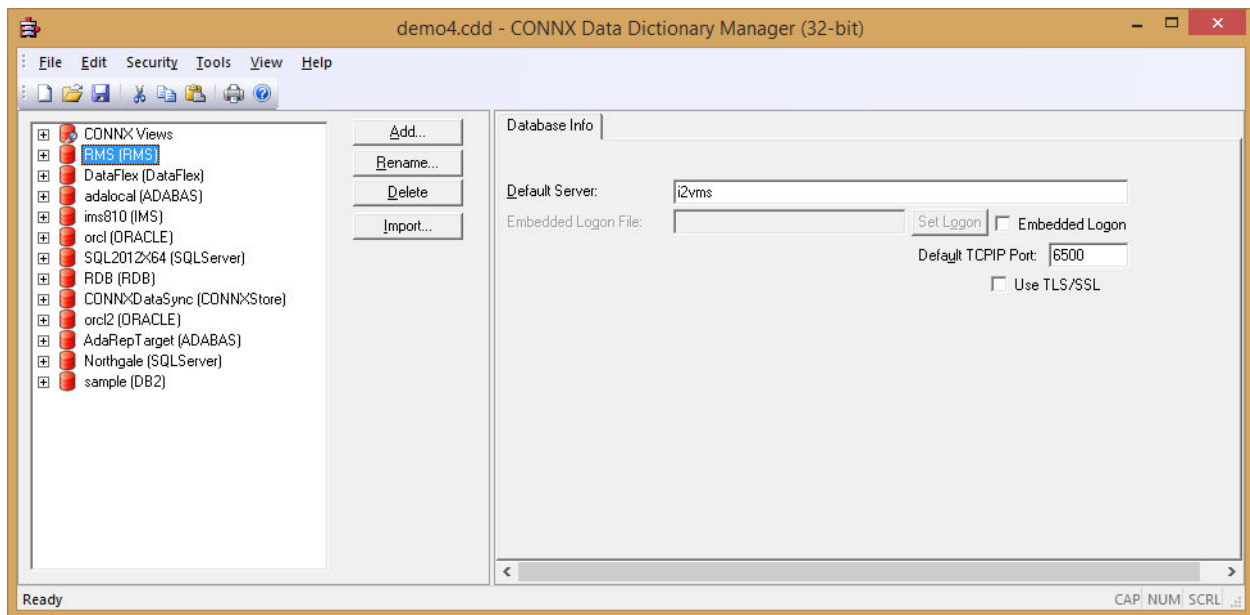 demo4.cdd - CONNX Data Dictionary Manager (32-bit)
File Edit Security Tools View Help
CONNX Views
RMS (RMS)
DataFlex (DataFlex)
adalocal (ADABAS)
ims810 (IMS)
orcl (ORACLE)
SQL2012X64 (SQLServer)
RDB (RDB)
CONNXDataSync (CONNXStore)
orcl2 (ORACLE)
AdaRepTarget (ADABAS)
Northgale (SQLServer)
sample (DB2)
Add...
Rename...
Delete
Import...
Database Info
Default Server: i2vms
Embedded Logon File: Set Logon Embedded Logon
Default TCPIP Port: 6500
Use TLS/SSL
Ready CAP NUM SCRL